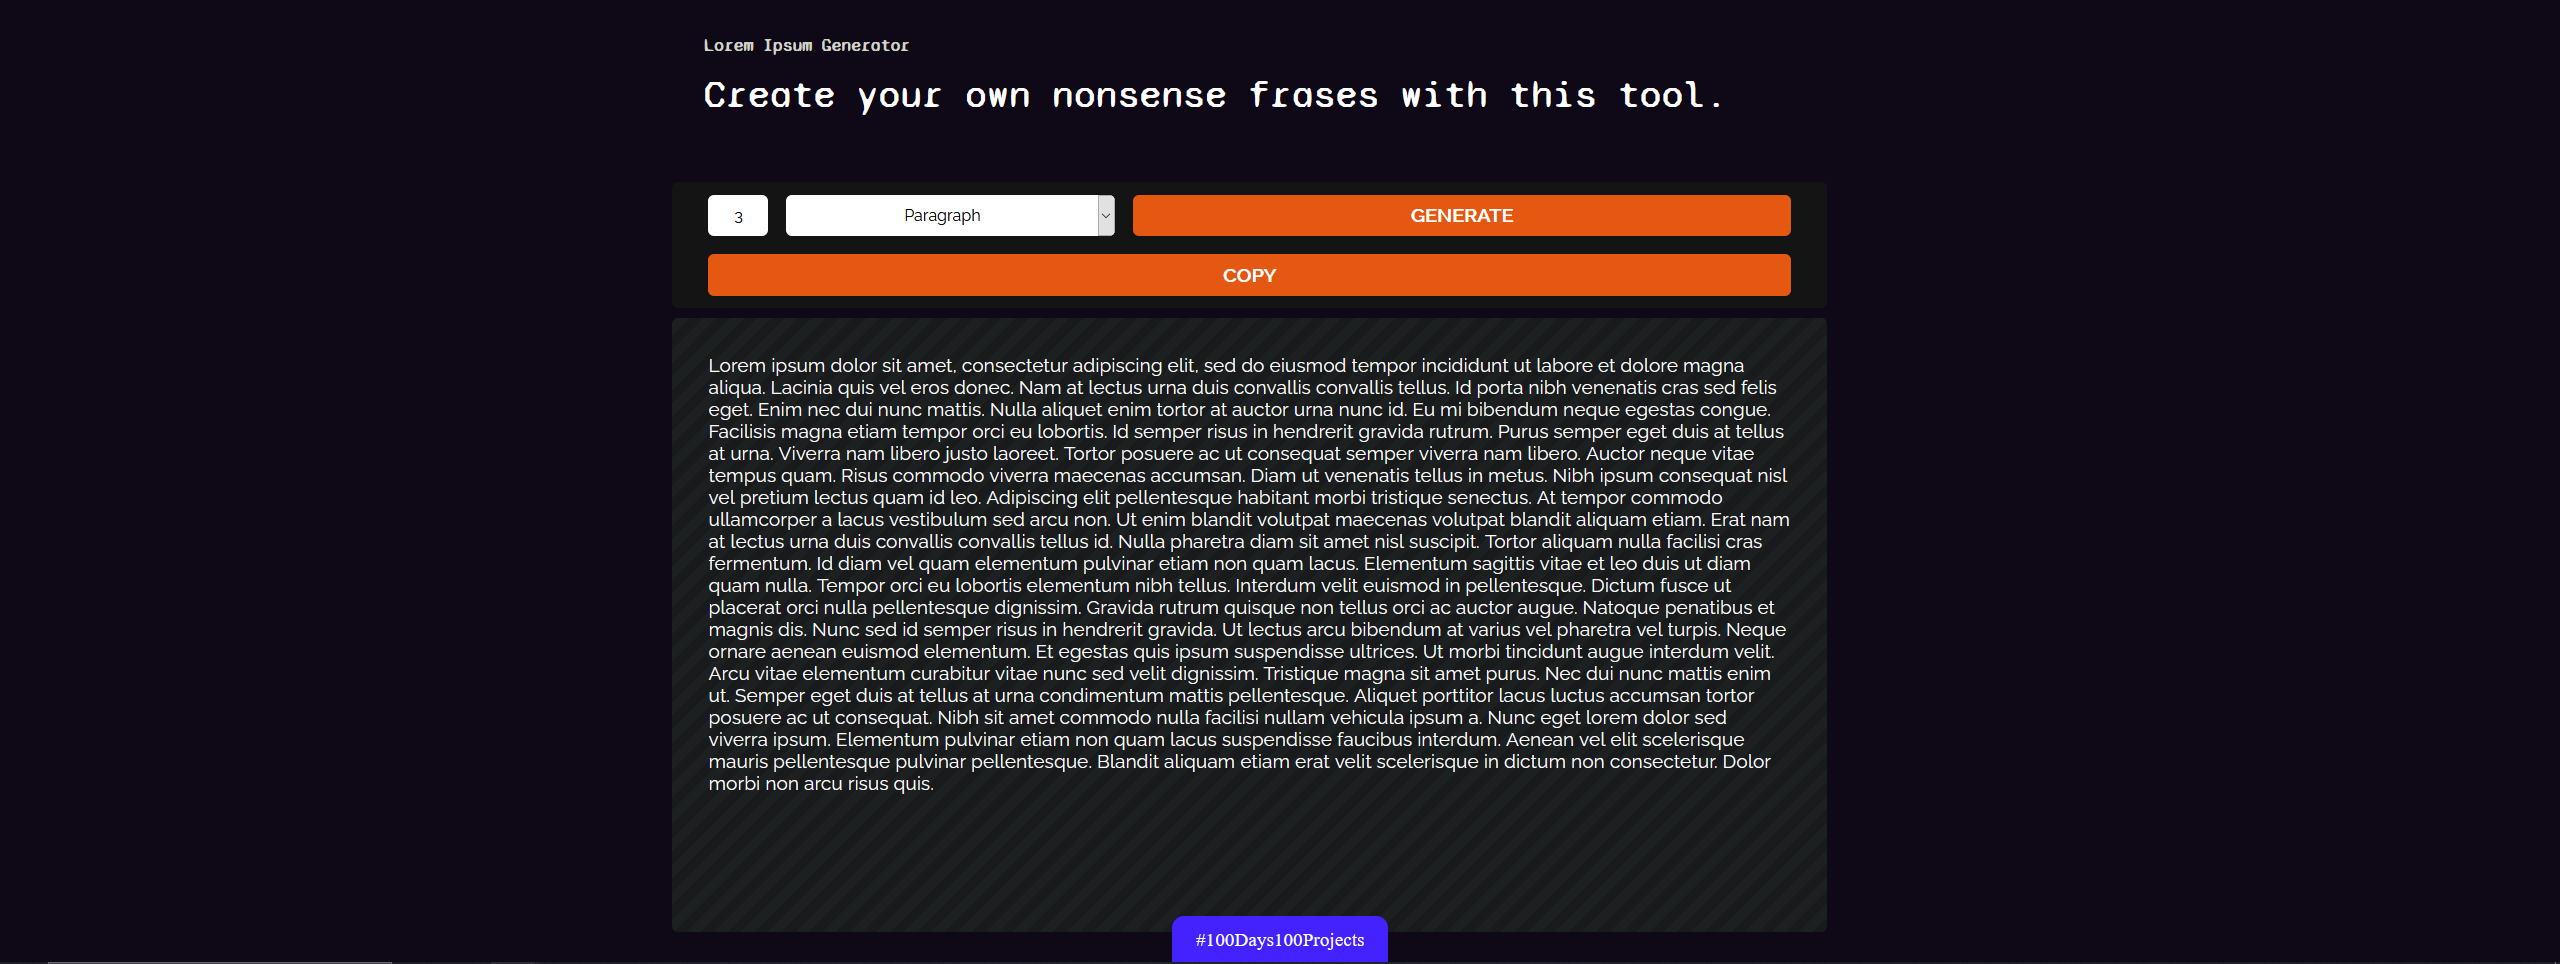 Lorem Ipsum Generator
Create your own nonsense frases with this tool.
3 Paragraph GENERATE
COPY
Lorem ipsum dolor sit amet, consectetur adipiscing elit, sed do eiusmod tempor incididunt ut labore et dolore magna
aliqua. Lacinia quis vel eros donec. Nam at lectus urna duis convallis convallis tellus. Id porta nibh venenatis cras sed felis
eget. Enim nec dui nunc mattis. Nulla aliquet enim tortor at auctor urna nunc id. Eu mi bibendum neque egestas congue.
Facilisis magna etiam tempor orci eu lobortis. Id semper risus in hendrerit gravida rutrum. Purus semper eget duis at tellus
at urna. Viverra nam libero justo laoreet. Tortor posuere ac ut consequat semper viverra nam libero. Auctor neque vitae
tempus quam. Risus commodo viverra maecenas accumsan. Diam ut venenatis tellus in metus. Nibh ipsum consequat nisl
vel pretium lectus quam id leo. Adipiscing elit pellentesque habitant morbi tristique senectus. At tempor commodo
ullamcorper a lacus vestibulum sed arcu non. Ut enim blandit volutpat maecenas volutpat blandit aliquam etiam. Erat nam
at lectus urna duis convallis convallis tellus id. Nulla pharetra diam sit amet nisl suscipit. Tortor aliquam nulla facilisi cras
fermentum. Id diam vel quam elementum pulvinar etiam non quam lacus. Elementum sagittis vitae et leo duis ut diam
quam nulla. Tempor orci eu lobortis elementum nibh tellus. Interdum velit euismod in pellentesque. Dictum fusce ut
placerat orci nulla pellentesque dignissim. Gravida rutrum quisque non tellus orci ac auctor augue. Natoque penatibus et
magnis dis. Nunc sed id semper risus in hendrerit gravida. Ut lectus arcu bibendum at varius vel pharetra vel turpis. Neque
ornare aenean euismod elementum. Et egestas quis ipsum suspendisse ultrices. Ut morbi tincidunt augue interdum velit.
Arcu vitae elementum curabitur vitae nunc sed velit dignissim. Tristique magna sit amet purus. Nec dui nunc mattis enim
ut. Semper eget duis at tellus at urna condimentum mattis pellentesque. Aliquet porttitor lacus luctus accumsan tortor
posuere ac ut consequat. Nibh sit amet commodo nulla facilisi nullam vehicula ipsum a. Nunc eget lorem dolor sed
viverra ipsum. Elementum pulvinar etiam non quam lacus suspendisse faucibus interdum. Aenean vel elit scelerisque
mauris pellentesque pulvinar pellentesque. Blandit aliquam etiam erat velit scelerisque in dictum non consectetur. Dolor
morbi non arcu risus quis.
#100Days100Projects